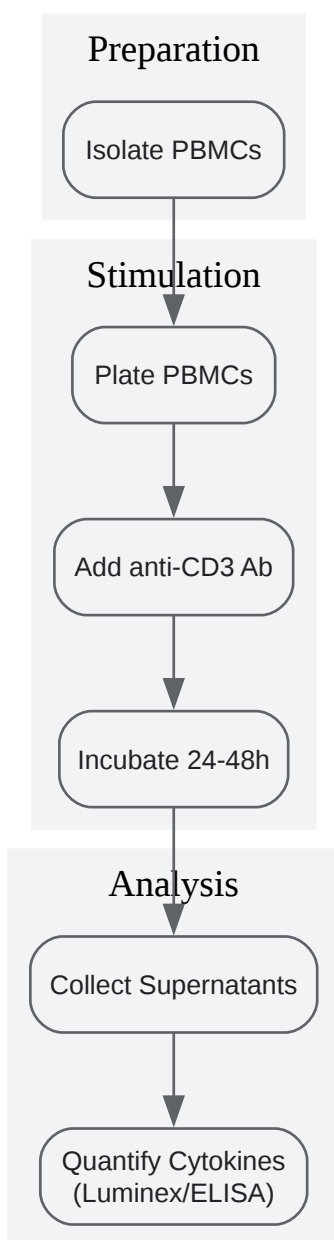 Preparation
Isolate PBMCs
Stimulation
Plate PBMCs
Add anti-CD3 Ab
Incubate 24-48h
Analysis
Collect Supernatants
Quantify Cytokines
(Luminex/ELISA)